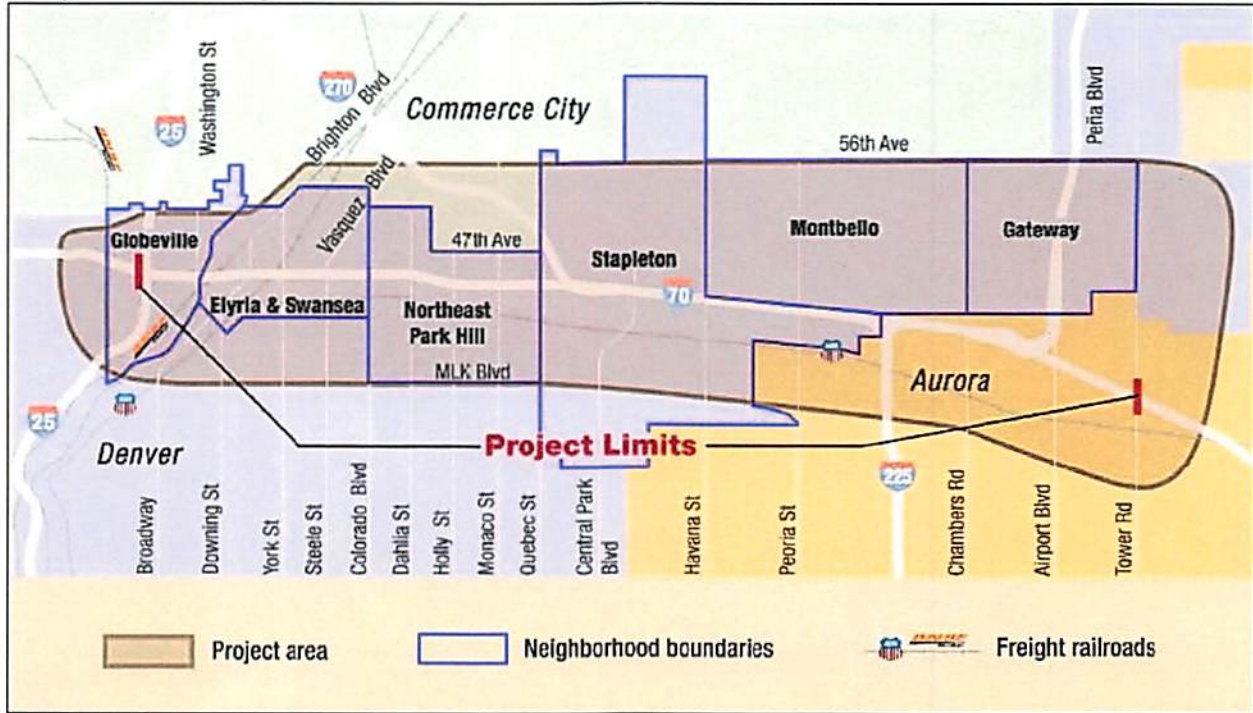 25
Washington St
270
Brighton Blvd
Commerce City
Vasquez Blvd
56th Ave
Peña Blvd
Globeville
47th Ave
Stapleton
Montbello
Gateway
70
Elyria & Swansea
Northeast
Park Hill
MLK Blvd
Aurora
25
Denver
Project Limits
225
Broadway
Downing St
York St
Steele St
Colorado Blvd
Dahlia St
Holly St
Monaco St
Quebec St
Central Park
Blvd
Havana St
Peoria St
Chambers Rd
Airport Blvd
Tower Rd
Project area
Neighborhood boundaries
Freight railroads